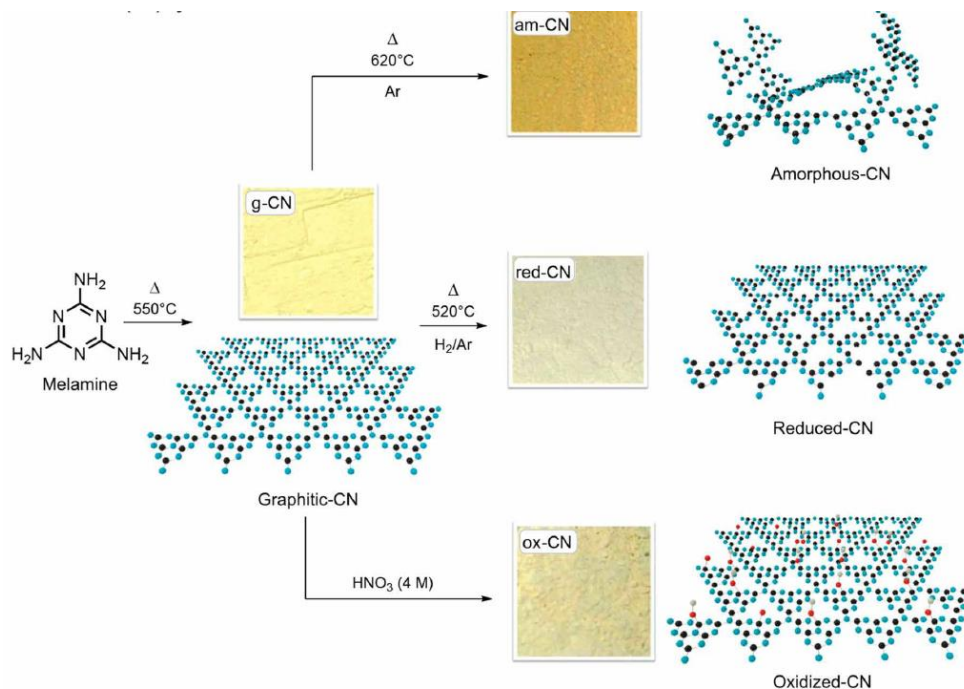 am-CN
Δ
620°C
Ar
Amorphous-CN
g-CN
red-CN
NH2
N
N
N
H2N
NH2
Melamine
Δ
550°C
Δ
520°C
H2/Ar
Reduced-CN
Graphitic-CN
ox-CN
HNO3 (4 M)
Oxidized-CN